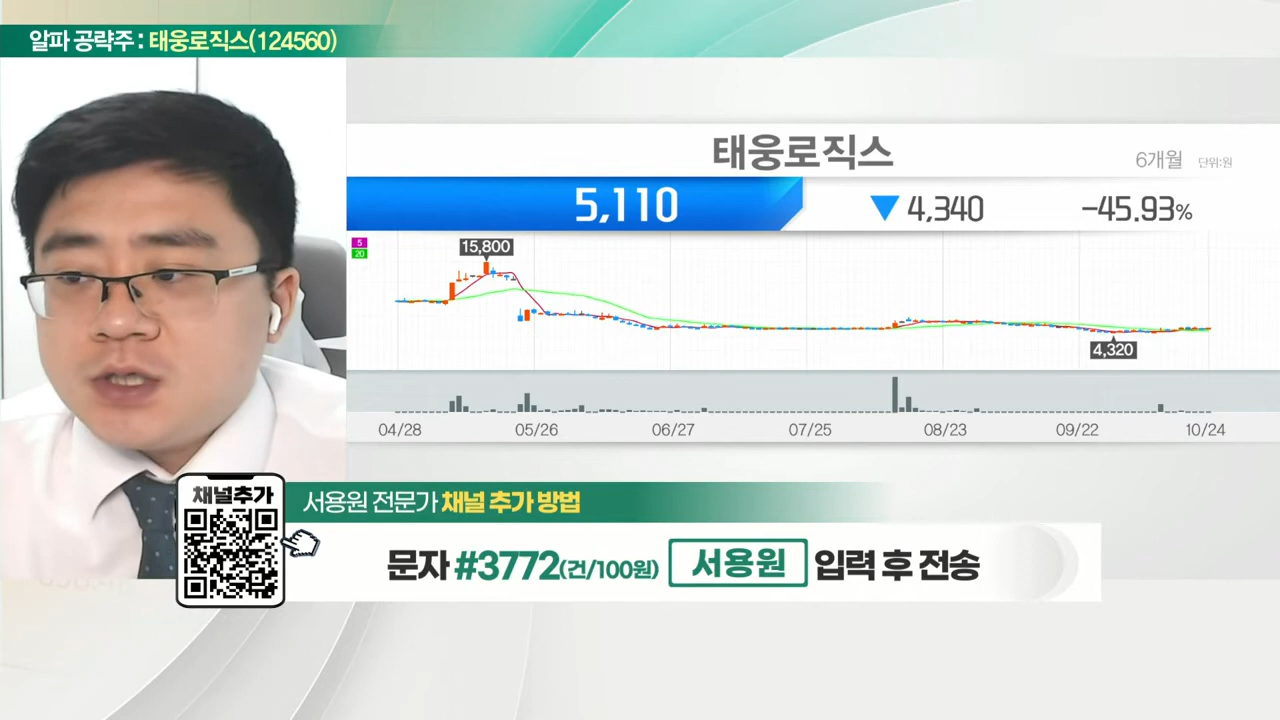 알파 공략주 : 태웅로직스(124560)
태웅로직스
6개월 단위:원
5,110 ▼ 4,340 -45.93%
5
20
15,800
4,320
04/28 05/26 06/27 07/25 08/23 09/22 10/24
채널추가
서용원 전문가 채널 추가 방법
문자 #3772(건/100원) 서용원 입력 후 전송